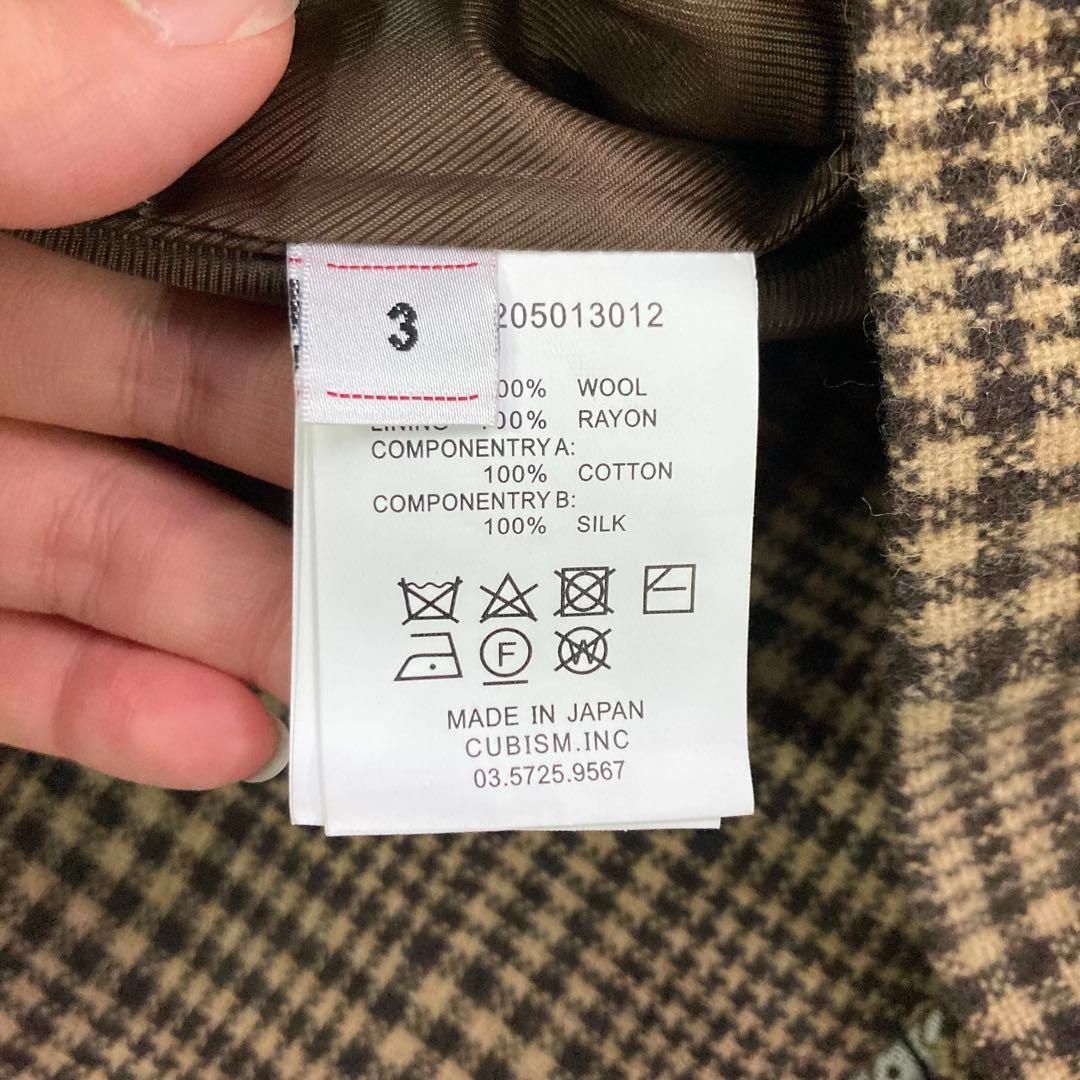 3
205013012
00% WOOL
LINING 100% RAYON
COMPONENTRY A:
100% COTTON
COMPONENTRY B:
100% SILK
F
W
MADE IN JAPAN
CUBISM.INC
03.5725.9567